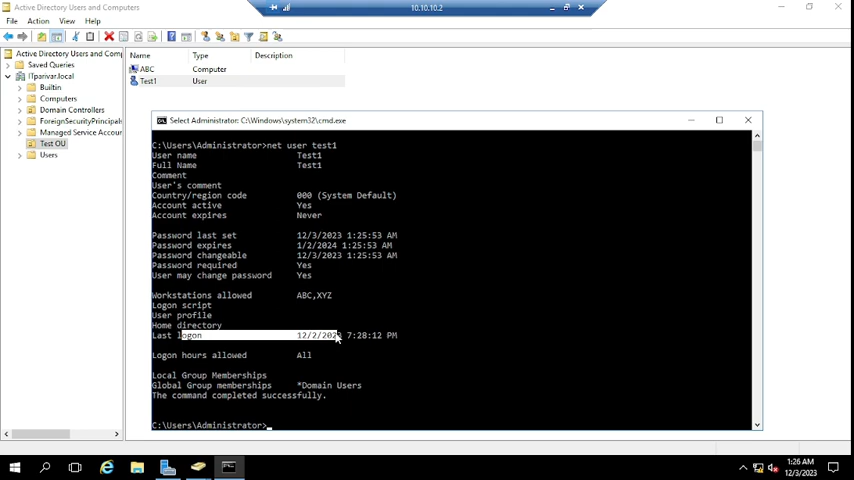 Active Directory Users and Computers
10.10.10.2
File Action View Help
Active Directory Users and Comp
Saved Queries
ITparivar.local
Builtin
Computers
Domain Controllers
ForeignSecurityPrincipals
Managed Service Accour
Test OU
Users
Name Type Description
ABC Computer
Test1 User
Select Administrator: C:\Windows\system32\cmd.exe
C:\Users\Administrator>net user test1
User name Test1
Full Name Test1
Comment
User's comment
Country/region code 000 (System Default)
Account active Yes
Account expires Never
Password last set 12/3/2023 1:25:53 AM
Password expires 1/2/2024 1:25:53 AM
Password changeable 12/3/2023 1:25:53 AM
Password required Yes
User may change password Yes
Workstations allowed ABC,XYZ
Logon script
User profile
Home directory
Last logon 12/2/2023 7:28:12 PM
Logon hours allowed All
Local Group Memberships
Global Group memberships *Domain Users
The command completed successfully.
C:\Users\Administrator>
1:26 AM
12/3/2023